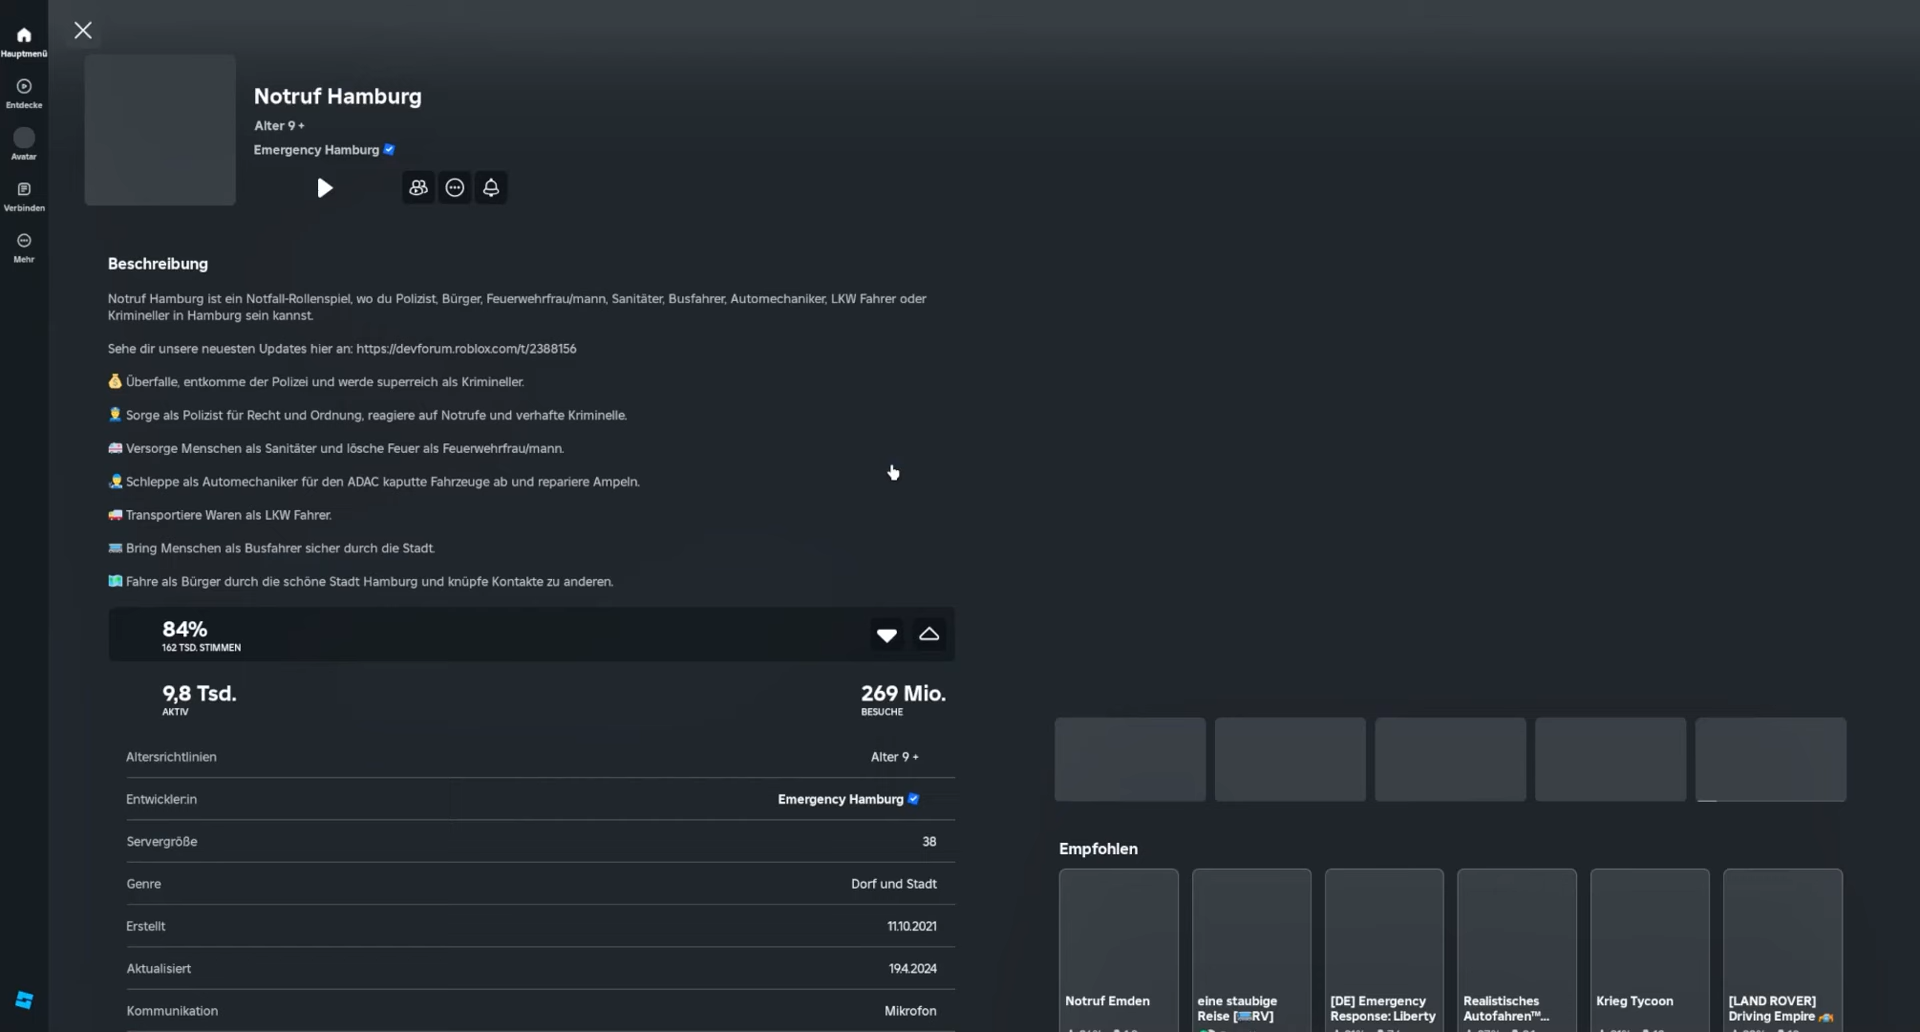 Hauptmenü
Entdecke
Avatar
Verbinden
Mehr
Notruf Hamburg
Alter 9 +
Emergency Hamburg
Beschreibung
Notruf Hamburg ist ein Notfall-Rollenspiel, wo du Polizist, Bürger, Feuerwehrfrau/mann, Sanitäter, Busfahrer, Automechaniker, LKW Fahrer oder
Krimineller in Hamburg sein kannst.
Sehe dir unsere neuesten Updates hier an: https://devforum.roblox.com/t/2388156
Überfalle, entkomme der Polizei und werde superreich als Krimineller.
Sorge als Polizist für Recht und Ordnung, reagiere auf Notrufe und verhafte Kriminelle.
Versorge Menschen als Sanitäter und lösche Feuer als Feuerwehrfrau/mann.
Schleppe als Automechaniker für den ADAC kaputte Fahrzeuge ab und repariere Ampeln.
Transportiere Waren als LKW Fahrer.
Bring Menschen als Busfahrer sicher durch die Stadt.
Fahre als Bürger durch die schöne Stadt Hamburg und knüpfe Kontakte zu anderen.
84%
162 TSD. STIMMEN
9,8 Tsd.
AKTIV
269 Mio.
BESUCHE
Altersrichtlinien Alter 9 +
Entwickler:in Emergency Hamburg
Servergröße 38
Genre Dorf und Stadt
Erstellt 11.10.2021
Aktualisiert 19.4.2024
Kommunikation Mikrofon
Empfohlen
Notruf Emden
eine staubige
Reise [RV]
[DE] Emergency
Response: Liberty
Realistisches
Autofahren™...
Krieg Tycoon
[LAND ROVER]
Driving Empire